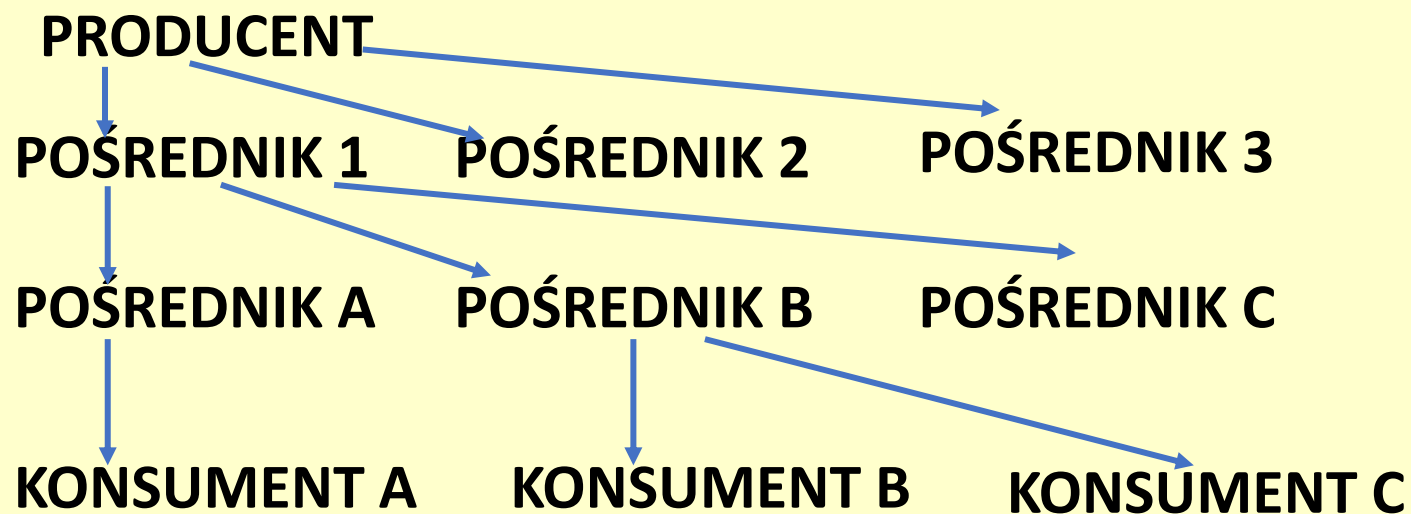 PRODUCENT
POŚREDNIK 1 POŚREDNIK 2 POŚREDNIK 3
POŚREDNIK A POŚREDNIK B POŚREDNIK C
KONSUMENT A KONSUMENT B KONSUMENT C